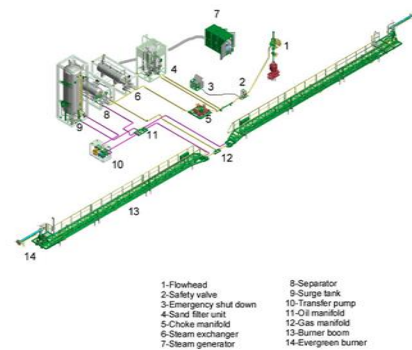 7
1
4
2
3
6
8
5
9
11
12
10
13
14
1-Flowhead
2-Safety valve
3-Emergency shut down
4-Sand filter unit
5-Choke manifold
6-Steam exchanger
7-Steam generator
8-Separator
9-Surge tank
10-Transfer pump
11-Oil manifold
12-Gas manifold
13-Burner boom
14-Evergreen burner